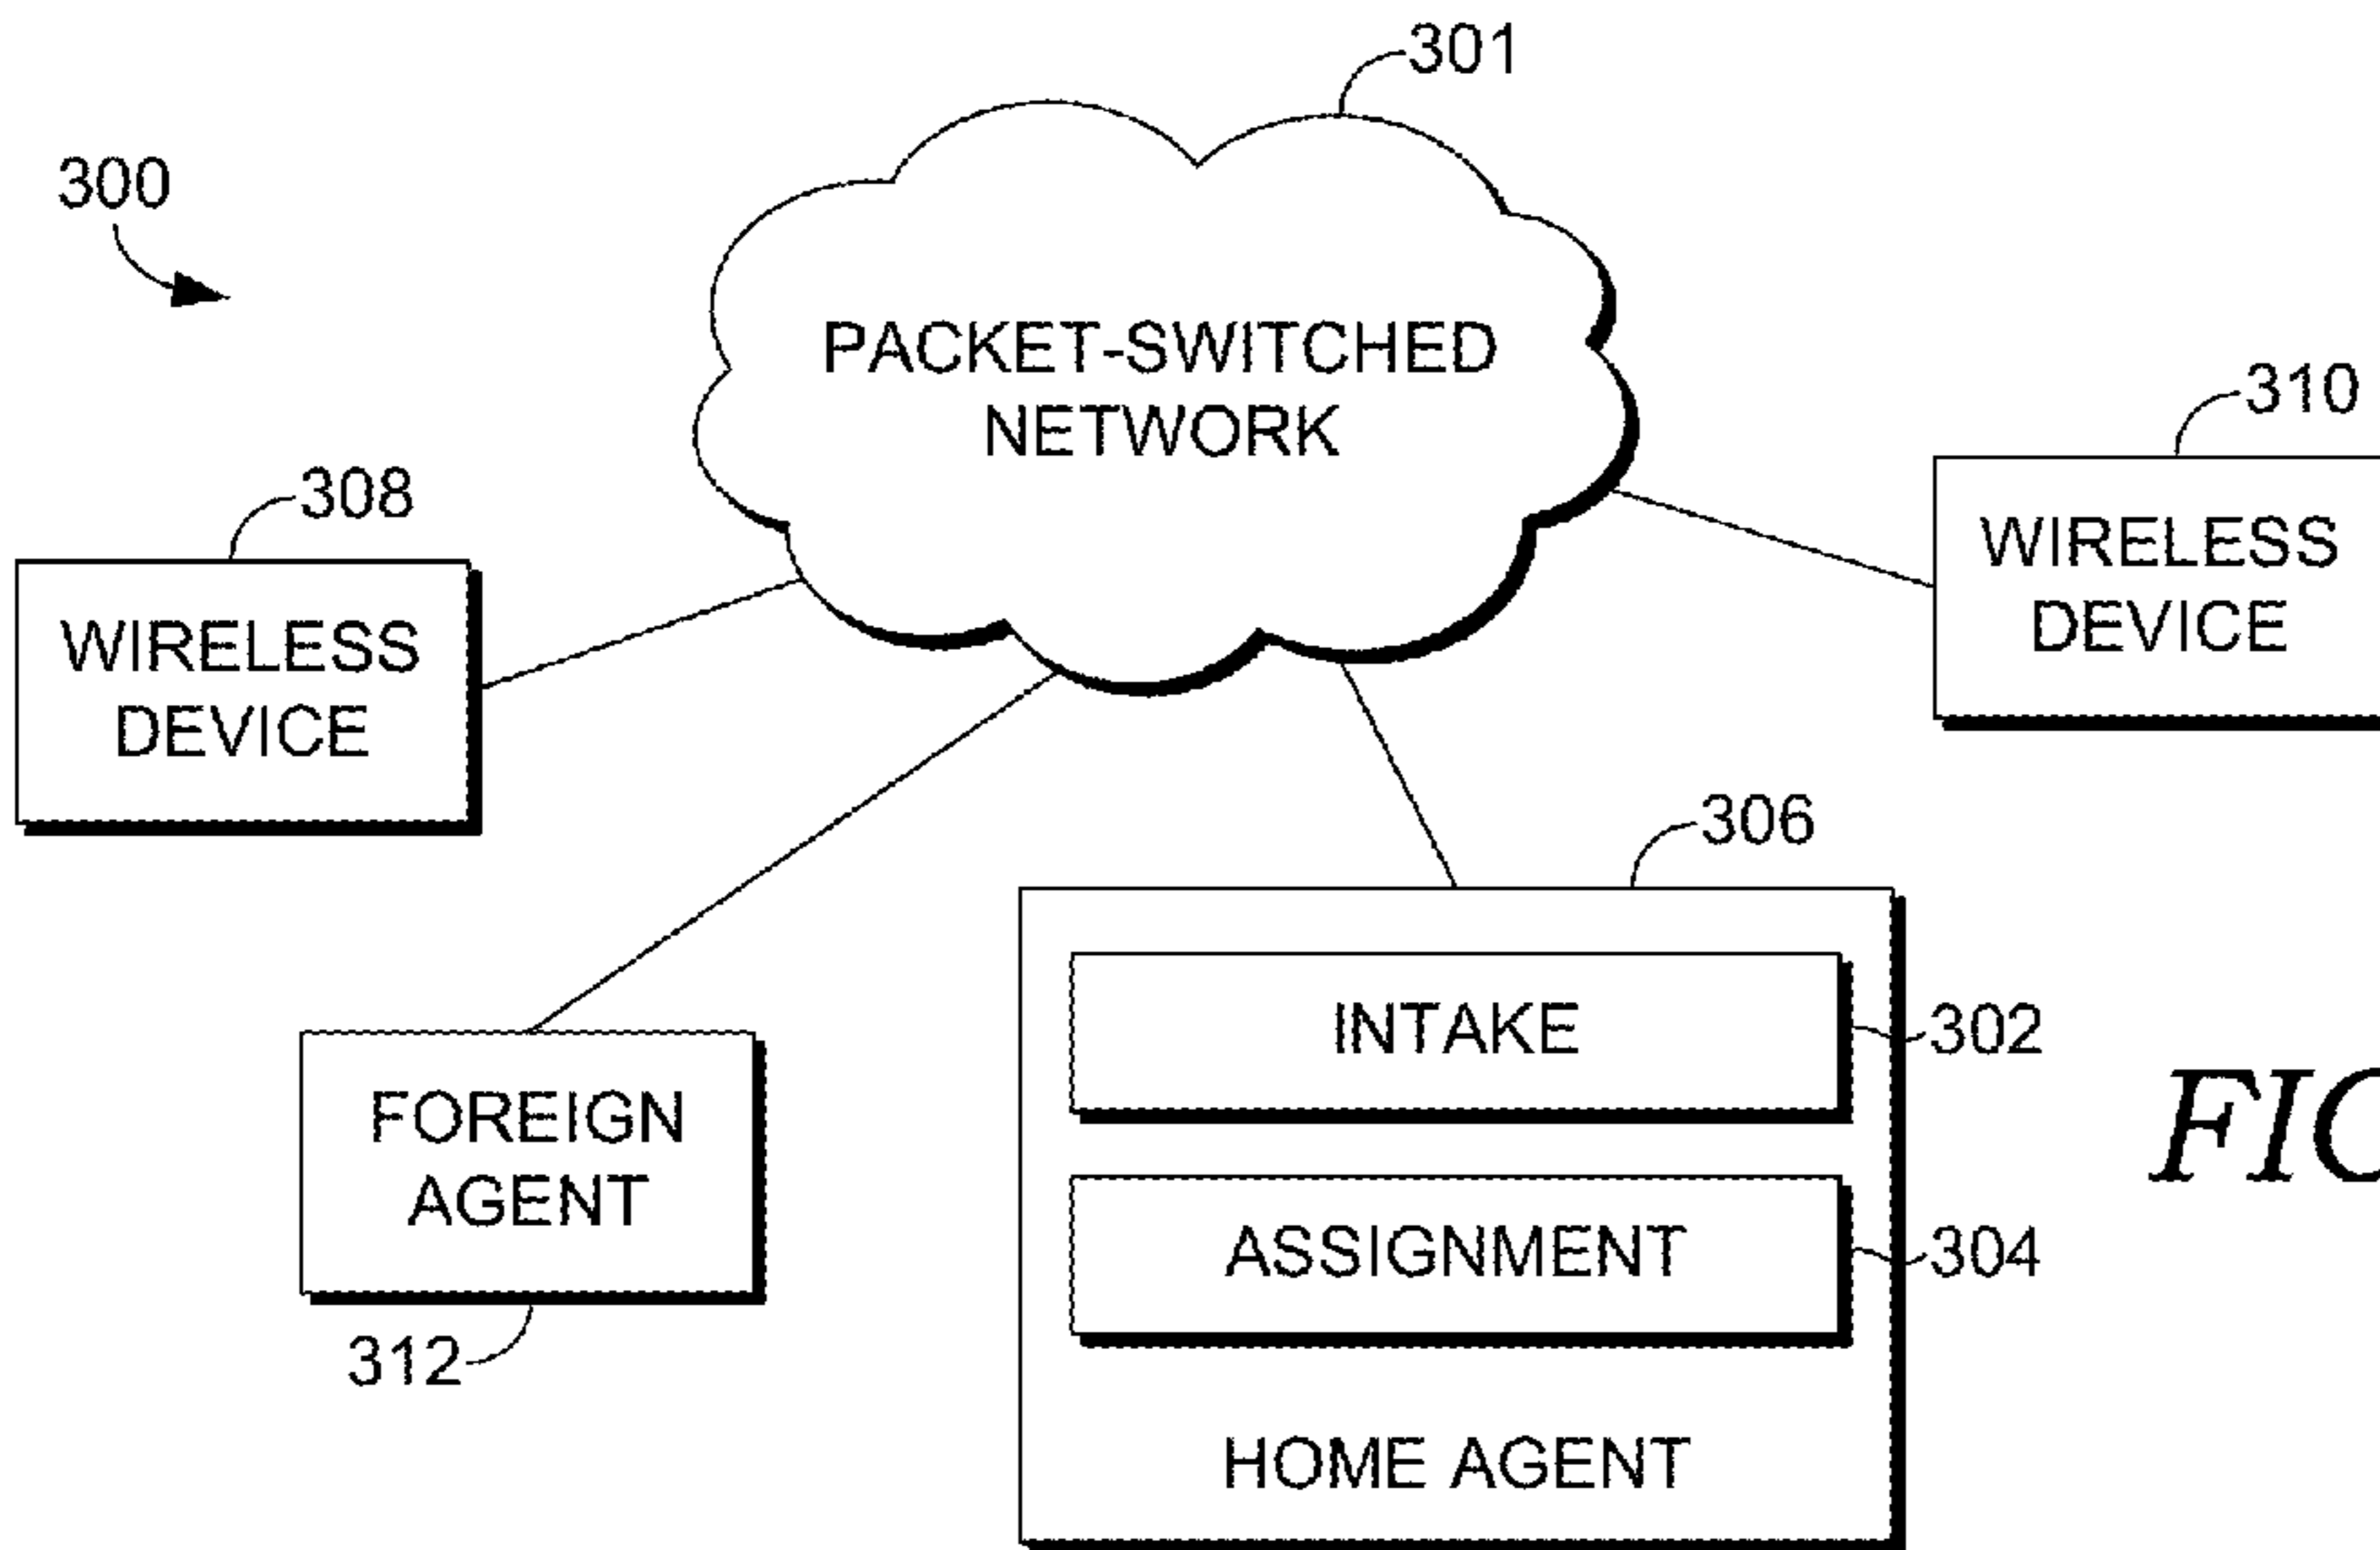 301
300
PACKET-SWITCHED
NETWORK
310
308
WIRELESS
DEVICE
WIRELESS
DEVICE
306
INTAKE
302
FOREIGN
AGENT
ASSIGNMENT
304
312
HOME AGENT